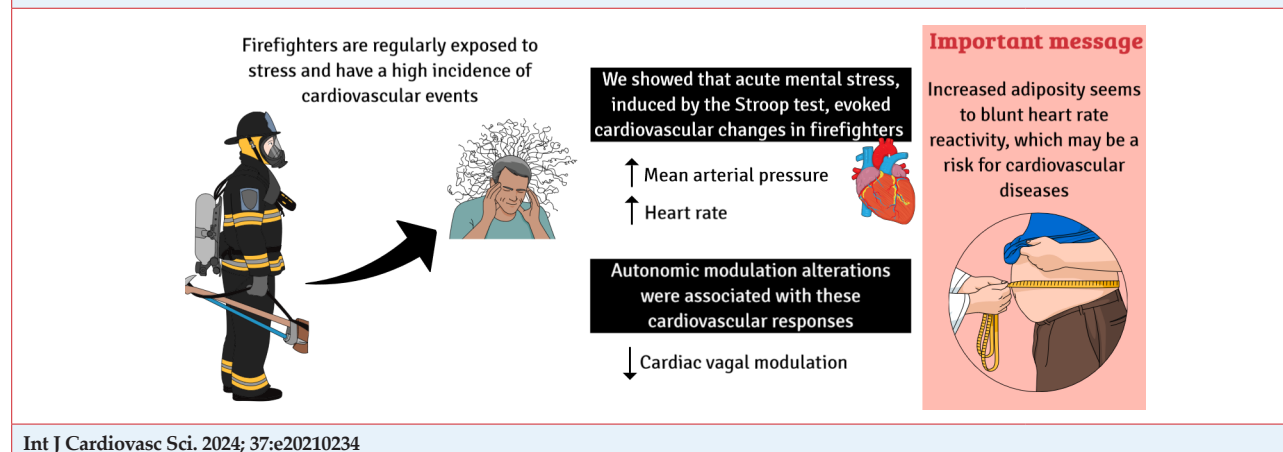 Firefighters are regularly exposed to
stress and have a high incidence of
cardiovascular events
We showed that acute mental stress,
induced by the Stroop test, evoked
cardiovascular changes in firefighters
Mean arterial pressure
Heart rate
Autonomic modulation alterations
were associated with these
cardiovascular responses
Cardiac vagal modulation
Important message
Increased adiposity seems
to blunt heart rate
reactivity, which may be a
risk for cardiovascular
diseases
Int J Cardiovasc Sci. 2024; 37:e20210234